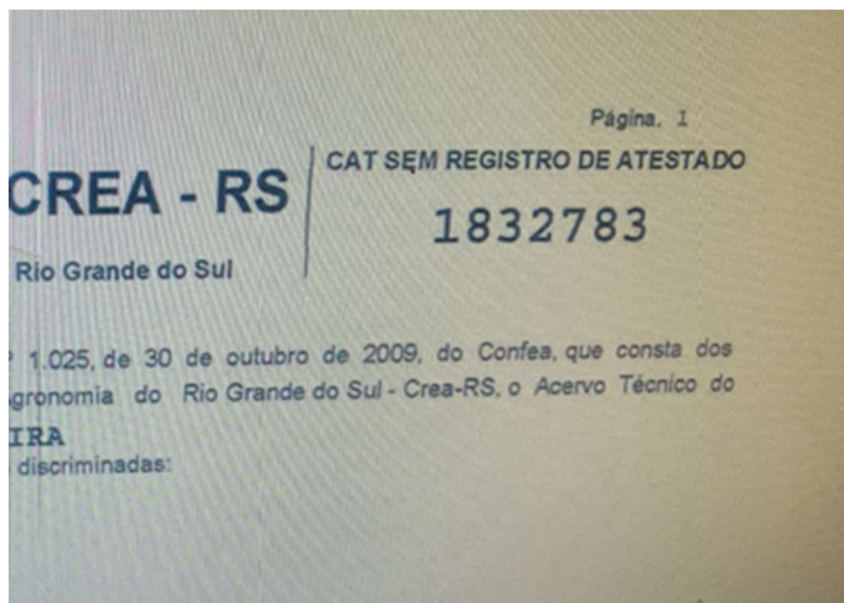 Página. 1
CREA - RS
CAT SEM REGISTRO DE ATESTADO
1832783
Rio Grande do Sul
1.025, de 30 de outubro de 2009, do Confea, que consta dos
gronomia do Rio Grande do Sul - Crea-RS, o Acervo Técnico do
IRA
discriminadas: